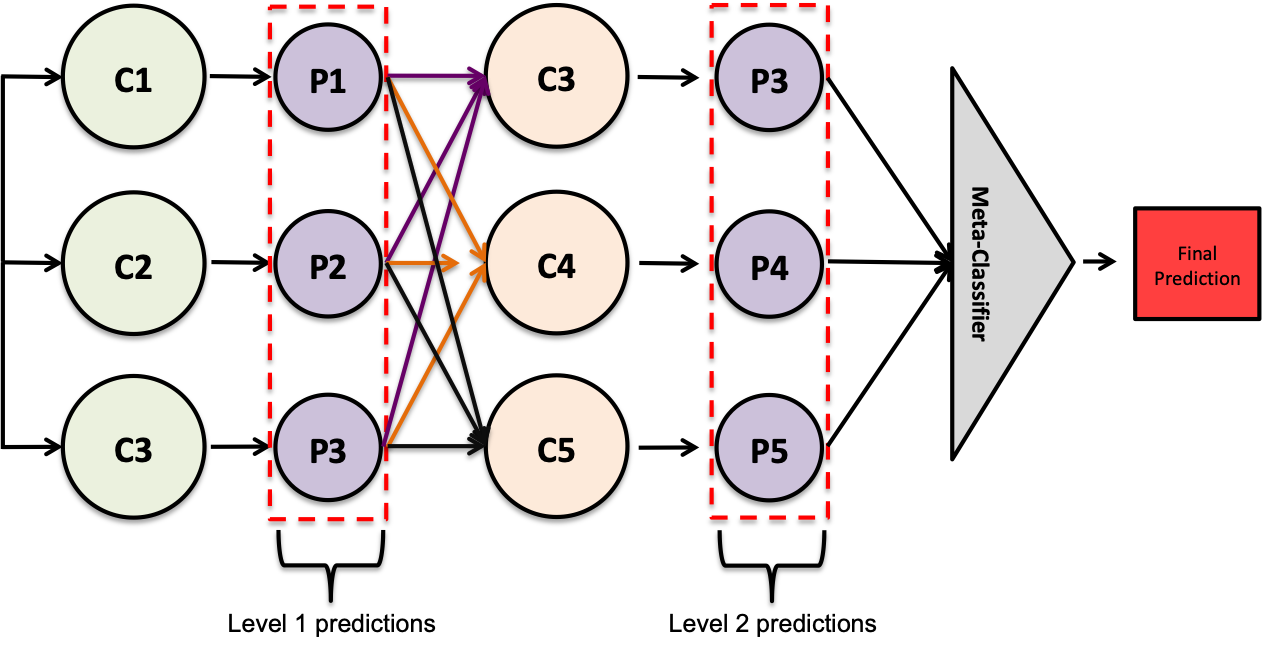 C1
P1
C3
P3
C2
P2
C4
P4
Meta-Classifier
Final
Prediction
C3
P3
C5
P5
Level 1 predictions
Level 2 predictions